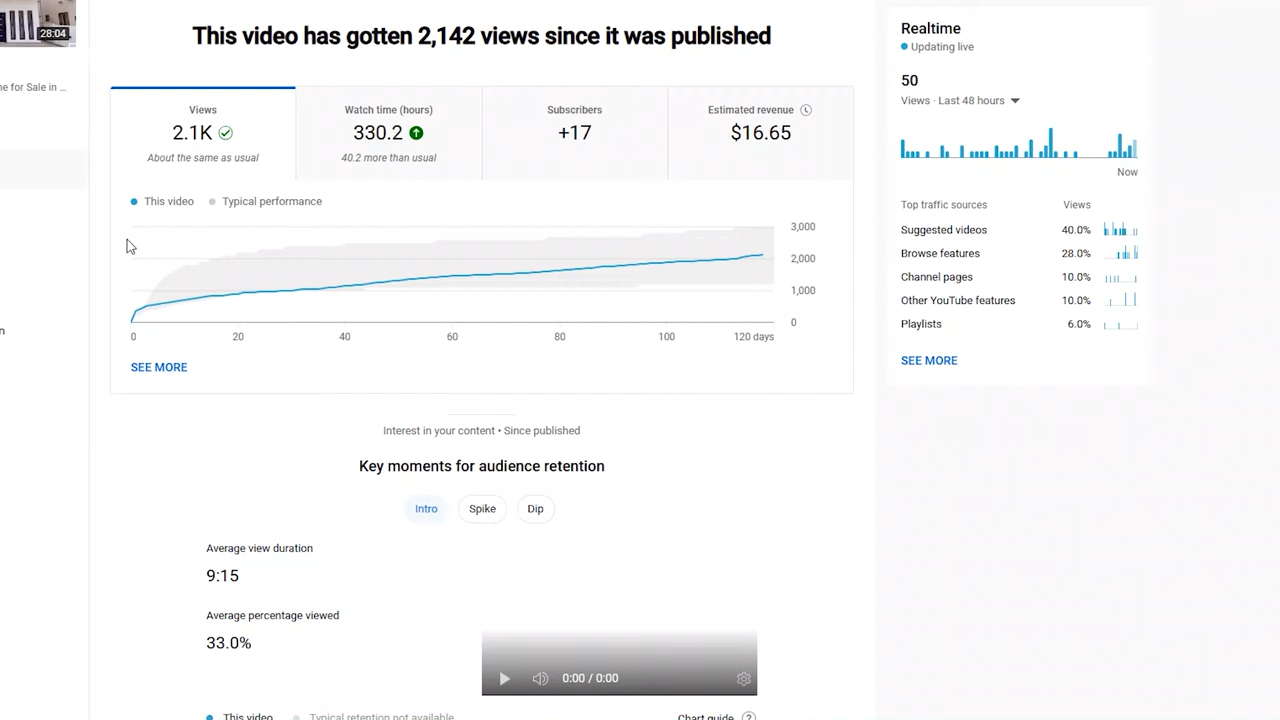 28:04
ne for Sale in ...
n
This video has gotten 2,142 views since it was published
Views
2.1K
About the same as usual
Watch time (hours)
330.2
40.2 more than usual
Subscribers
+17
Estimated revenue
$16.65
This video
Typical performance
3,000
2,000
1,000
0
0 20 40 60 80 100 120 days
SEE MORE
Interest in your content • Since published
Key moments for audience retention
Intro Spike Dip
Average view duration
9:15
Average percentage viewed
33.0%
0:00 / 0:00
This video Typical retention not available Chart guide ?
Realtime
Updating live
50
Views · Last 48 hours
Now
Top traffic sources Views
Suggested videos 40.0%
Browse features 28.0%
Channel pages 10.0%
Other YouTube features 10.0%
Playlists 6.0%
SEE MORE